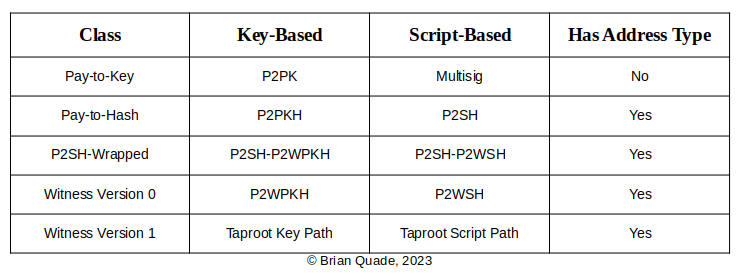 Class Key-Based Script-Based Has Address Type
Pay-to-Key P2PK Multisig No
Pay-to-Hash P2PKH P2SH Yes
P2SH-Wrapped P2SH-P2WPKH P2SH-P2WSH Yes
Witness Version 0 P2WPKH P2WSH Yes
Witness Version 1 Taproot Key Path Taproot Script Path Yes
© Brian Quade, 2023